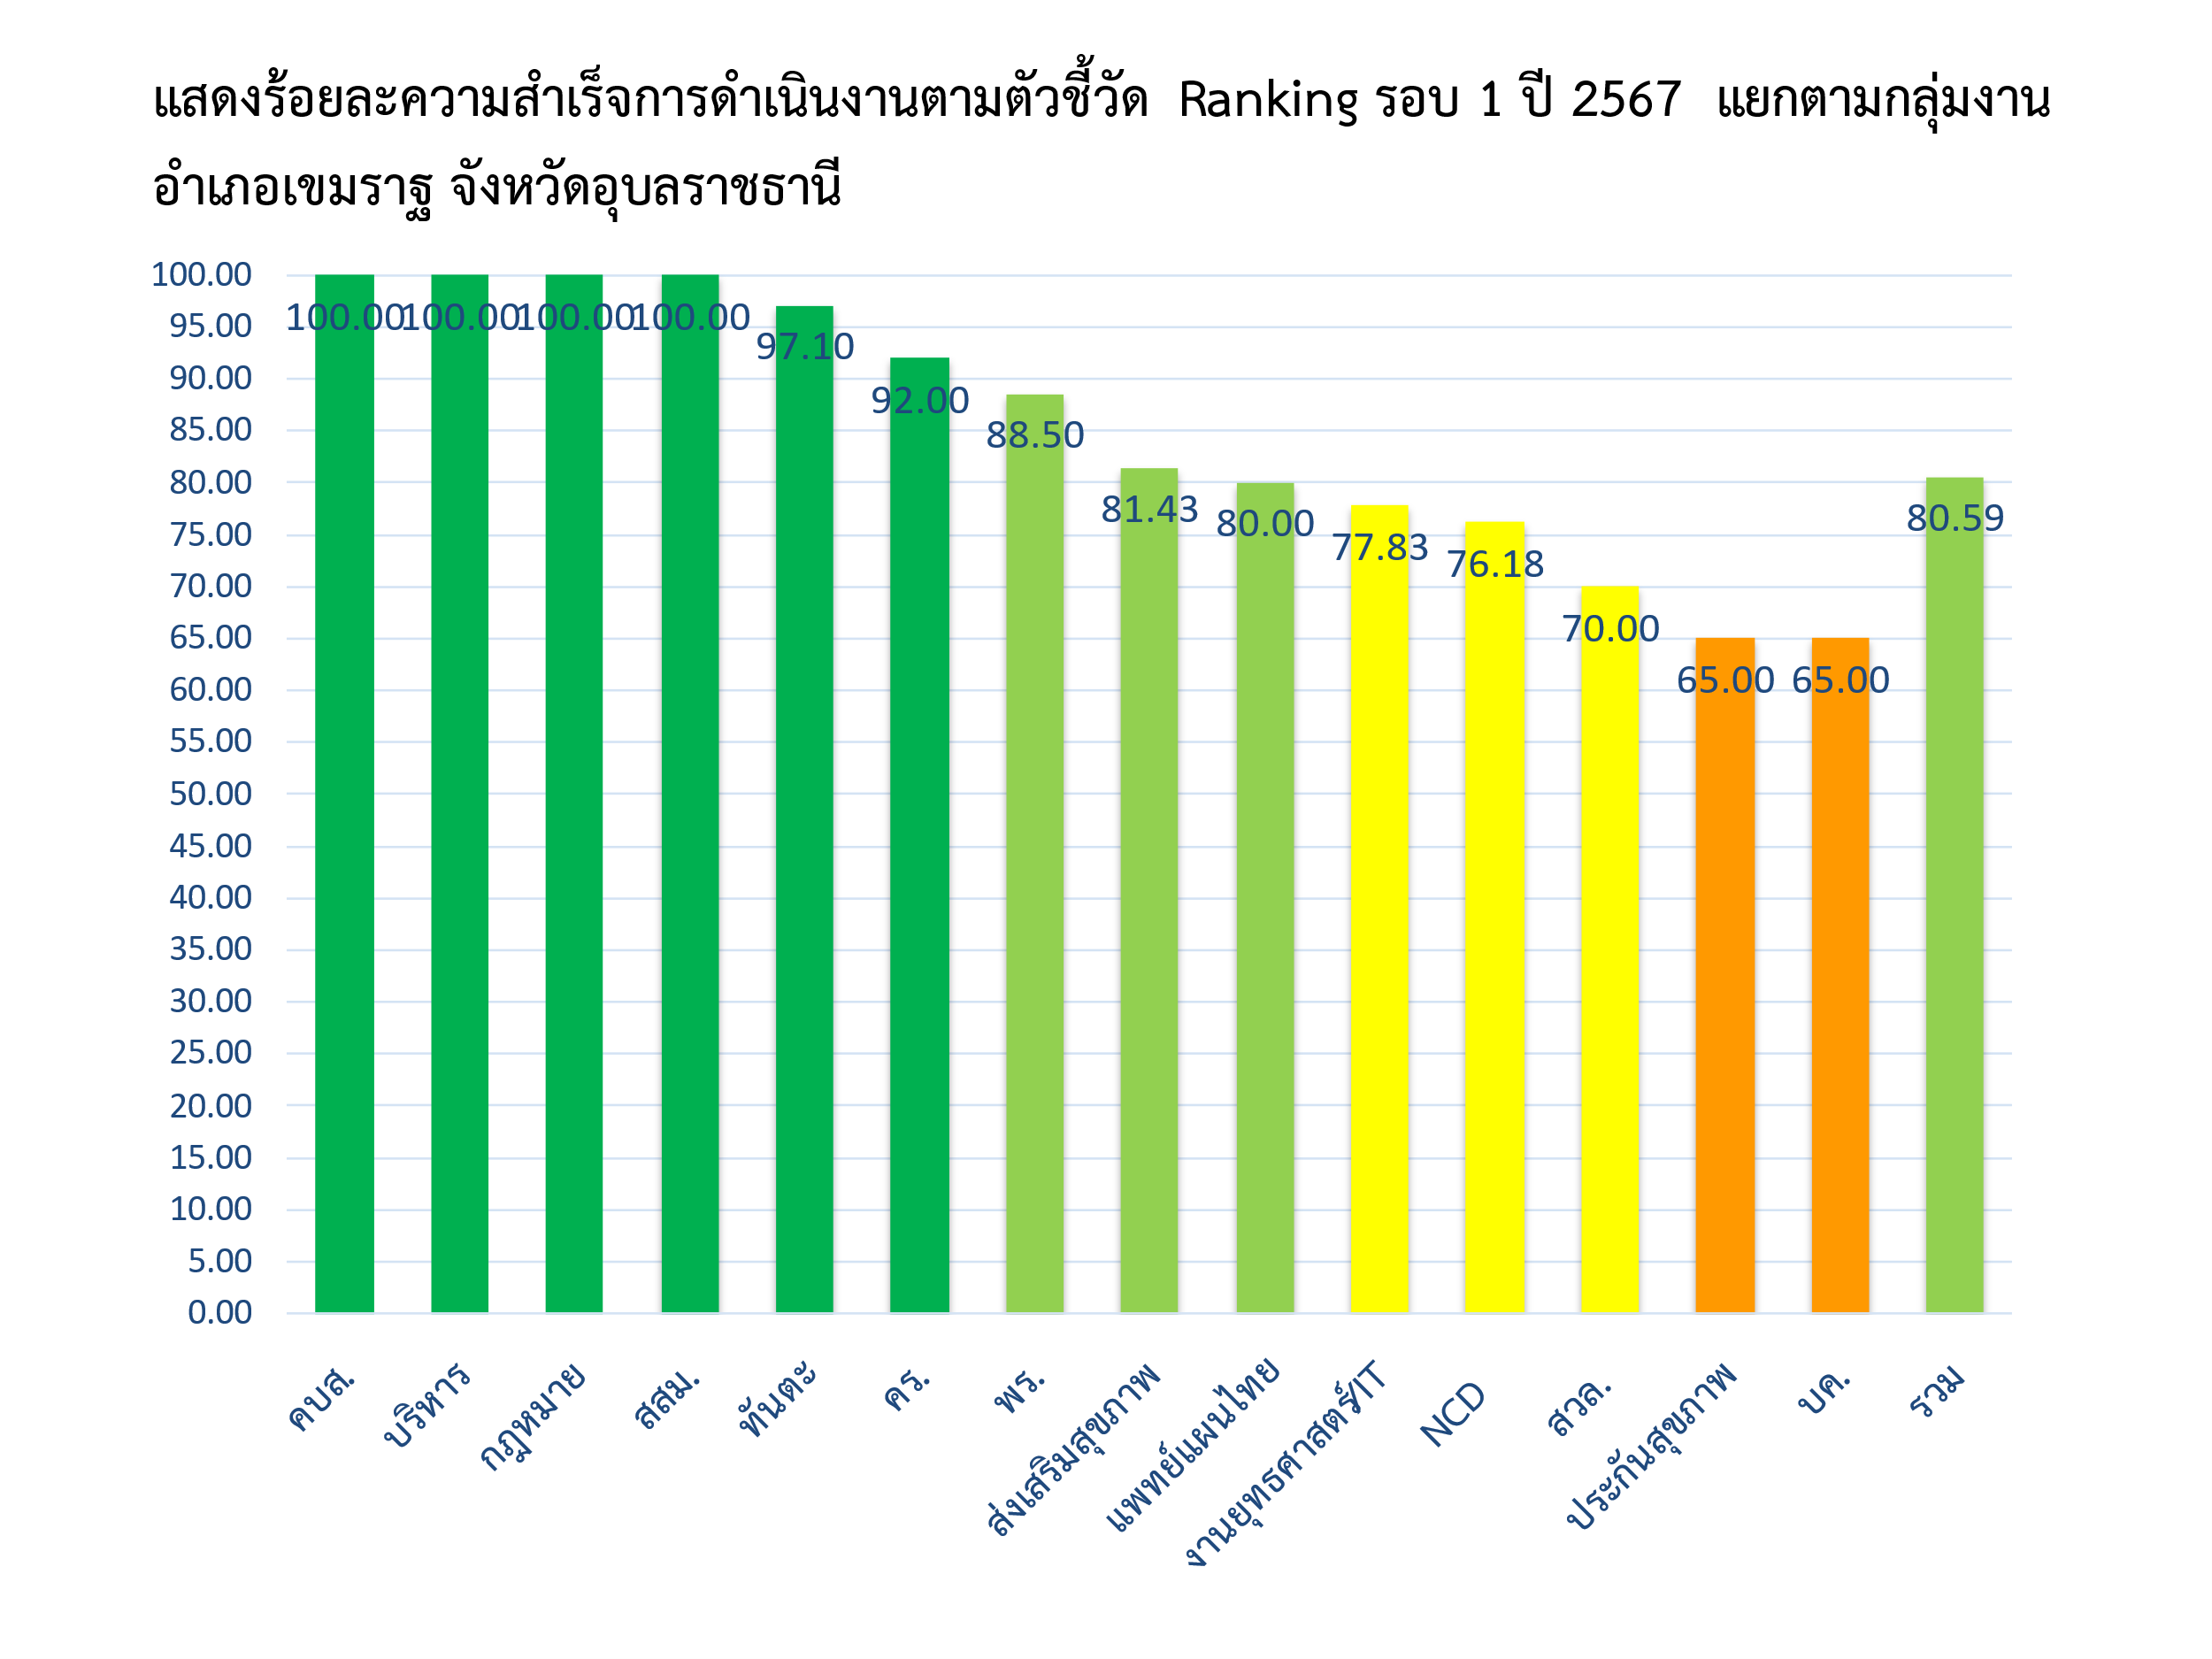 แสดงร้อยละความสำเร็จการดำเนินงานตามตัวชี้วัด Ranking รอบ 1 ปี 2567 แยกตามกลุ่มงาน
อำเภอเขมราฐ จังหวัดอุบลราชธานี
100.00
95.00
90.00
85.00
80.00
75.00
70.00
65.00
60.00
55.00
50.00
45.00
40.00
35.00
30.00
25.00
20.00
15.00
10.00
5.00
0.00
100.00
100.00
100.00
100.00
97.10
92.00
88.50
81.43
80.00
77.83
76.18
70.00
65.00
65.00
80.59
คบส.
บริหาร
กฎหมาย
สสม.
ทันตะ
คร.
พร.
ส่งเสริมสุขภาพ
แพทย์แผนไทย
งานยุทธศาสตร์/IT
NCD
สวล.
ประกันสุขภาพ
บค.
รวม